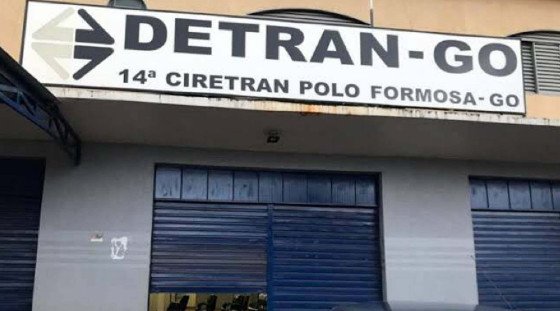 DETRAN-GO
14ª CIRETRAN POLO FORMOSA-GO